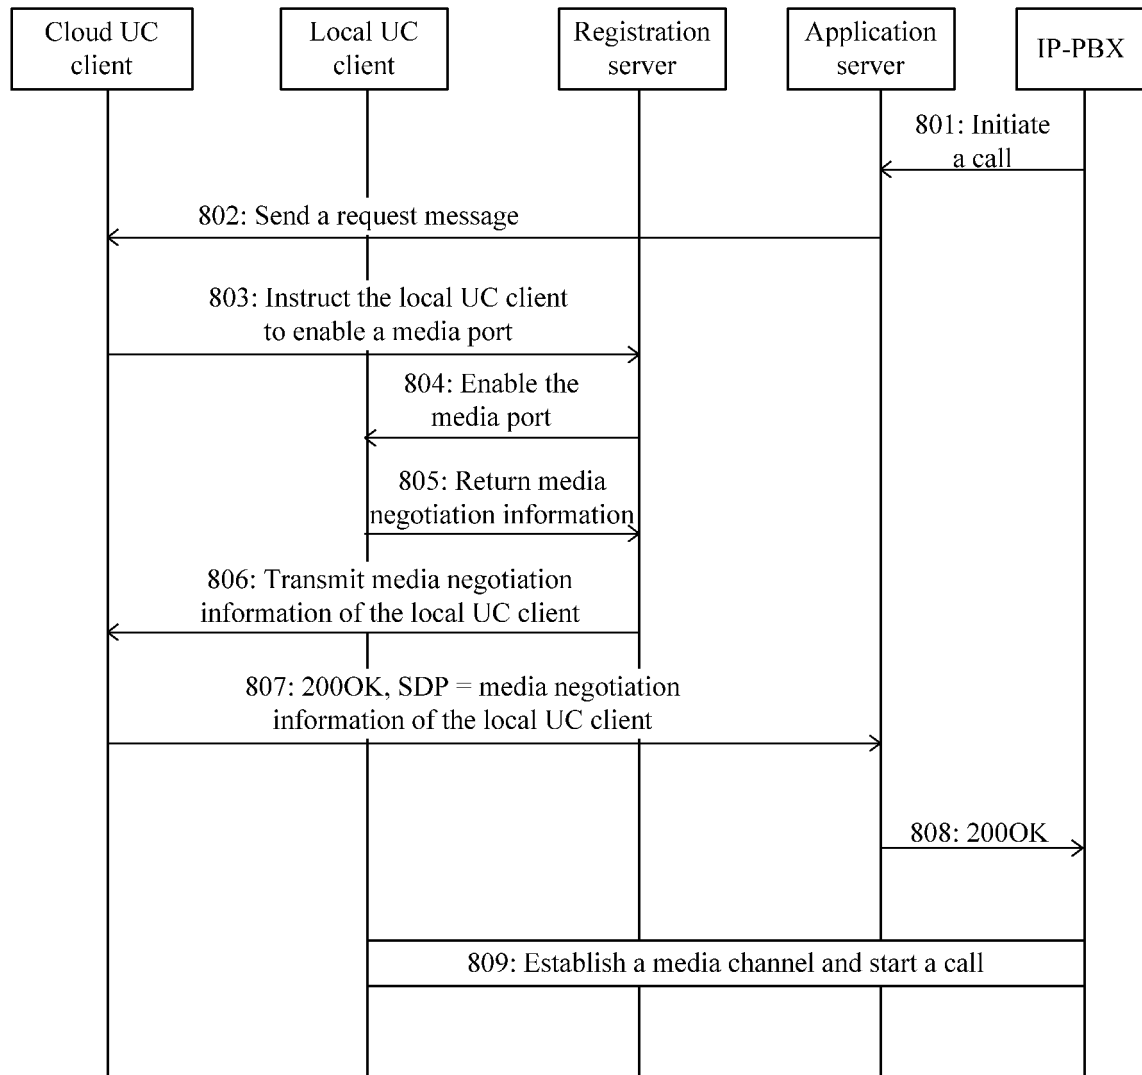 Cloud UC
client
Local UC
client
Registration
server
Application
server
IP-PBX
801: Initiate
a call
802: Send a request message
803: Instruct the local UC client
to enable a media port
804: Enable the
media port
805: Return media
negotiation information
806: Transmit media negotiation
information of the local UC client
807: 200OK, SDP = media negotiation
information of the local UC client
808: 200OK
809: Establish a media channel and start a call